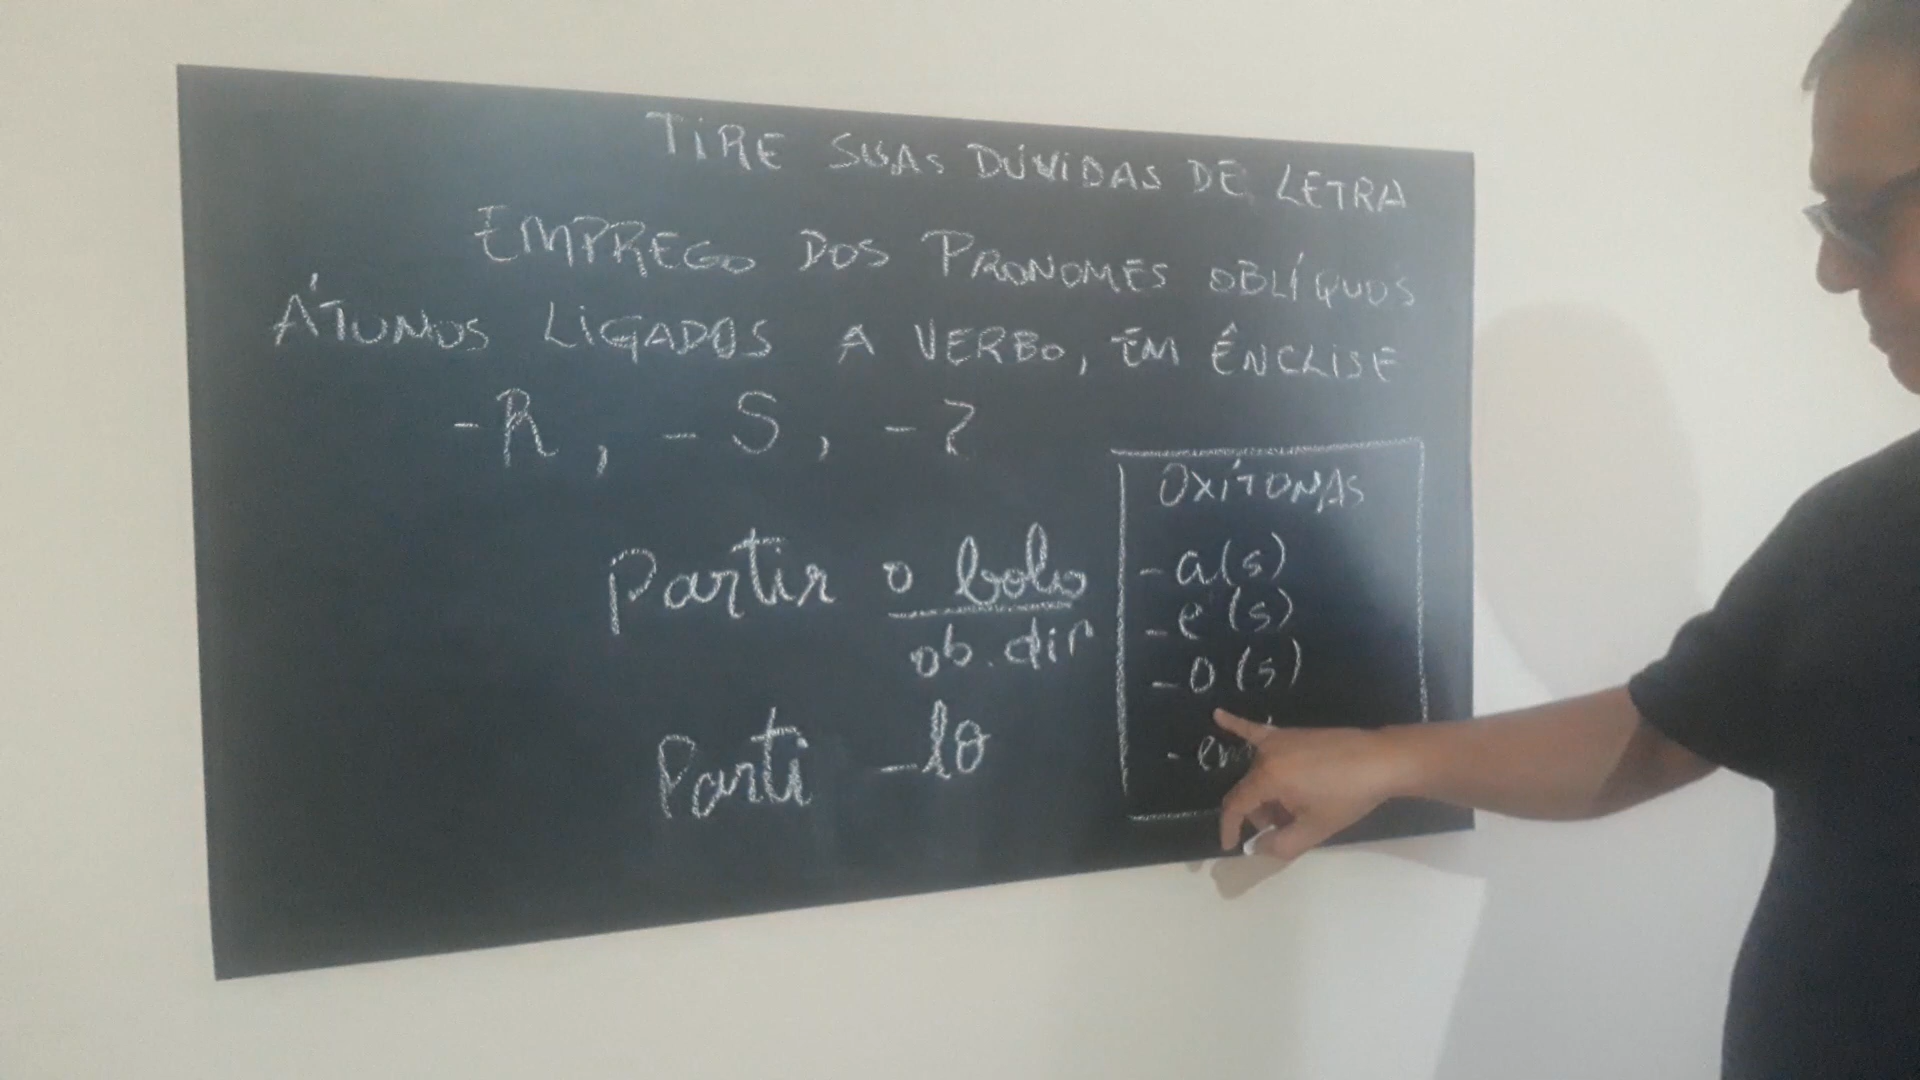 TIRE SUAS DÚVIDAS DE LETRA
EMPREGO DOS PRONOMES OBLÍQUOS
ÁTONOS LIGADOS A VERBO, EM ÊNCLISE
-R, -S, -Z
OXÍTONAS
-a(s)
-e(s)
-o(s)
Partir o bolo
ob. dir
Parti -lo